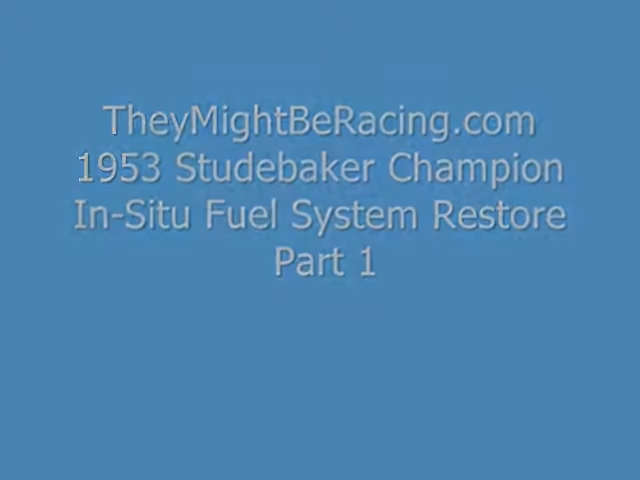 TheyMightBeRacing.com
1953 Studebaker Champion
In-Situ Fuel System Restore
Part 1